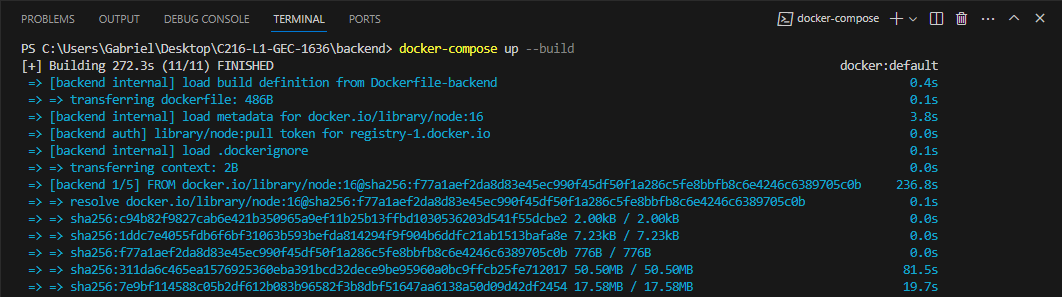 PROBLEMS OUTPUT DEBUG CONSOLE TERMINAL PORTS docker-compose
PS C:\Users\Gabriel\Desktop\C216-L1-GEC-1636\backend> docker-compose up --build
[+] Building 272.3s (11/11) FINISHED docker:default
=> [backend internal] load build definition from Dockerfile-backend 0.4s
=> => transferring dockerfile: 486B 0.1s
=> [backend internal] load metadata for docker.io/library/node:16 3.8s
=> [backend auth] library/node:pull token for registry-1.docker.io 0.0s
=> [backend internal] load .dockerignore 0.1s
=> => transferring context: 2B 0.0s
=> [backend 1/5] FROM docker.io/library/node:16@sha256:f77a1aef2da8d83e45ec990f45df50f1a286c5fe8bbfb8c6e4246c6389705c0b 236.8s
=> => resolve docker.io/library/node:16@sha256:f77a1aef2da8d83e45ec990f45df50f1a286c5fe8bbfb8c6e4246c6389705c0b 0.1s
=> => sha256:c94b82f9827cab6e421b350965a9ef11b25b13ffbd1030536203d541f55dcbe2 2.00kB / 2.00kB 0.0s
=> => sha256:1ddc7e4055fdb6f6bf31063b593befda814294f9f904b6ddfc21ab1513bafa8e 7.23kB / 7.23kB 0.0s
=> => sha256:f77a1aef2da8d83e45ec990f45df50f1a286c5fe8bbfb8c6e4246c6389705c0b 776B / 776B 0.0s
=> => sha256:311da6c465ea1576925360eba391bcd32dece9be95960a0bc9ffcb25fe712017 50.50MB / 50.50MB 81.5s
=> => sha256:7e9bf114588c05b2df612b083b96582f3b8dbf51647aa6138a50d09d42df2454 17.58MB / 17.58MB 19.7s